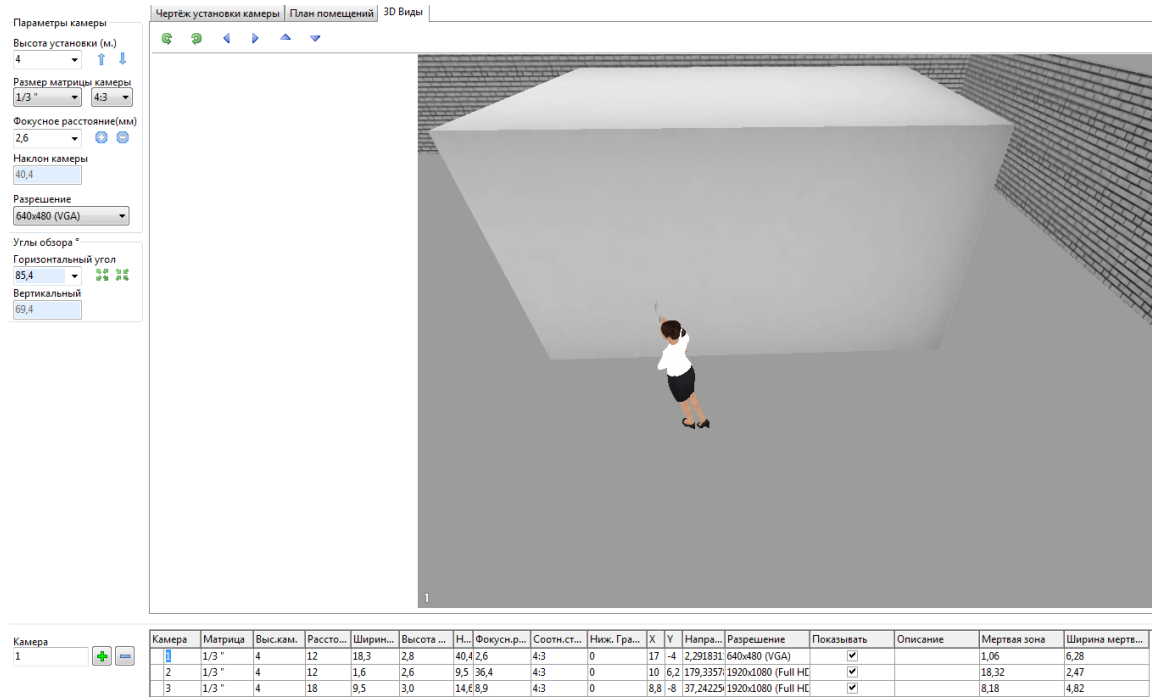 Чертёж установки камеры План помещений 3D Виды
Параметры камеры
Высота установки (м.)
4
Размер матрицы камеры
1/3 " 4:3
Фокусное расстояние(мм)
2,6
Наклон камеры
40,4
Разрешение
640x480 (VGA)
Углы обзора °
Горизонтальный угол
85,4
Вертикальный
69,4
1
Камера
1
Камера Матрица Выс.кам. Рассто... Ширин... Высота ... Н... Фокусн.р... Соотн.ст... Ниж. Гра... X Y Напра... Разрешение Показывать Описание Мертвая зона Ширина мертв...
1 1/3 " 4 12 18,3 2,8 40,4 2,6 4:3 0 17 -4 2,291831 640x480 (VGA) 1,06 6,28
2 1/3 " 4 12 1,6 2,6 9,5 36,4 4:3 0 10 6,2 179,3357 1920x1080 (Full HD 18,32 2,47
3 1/3 " 4 18 9,5 3,0 14,6 8,9 4:3 0 8,8 -8 37,24225 1920x1080 (Full HD 8,18 4,82